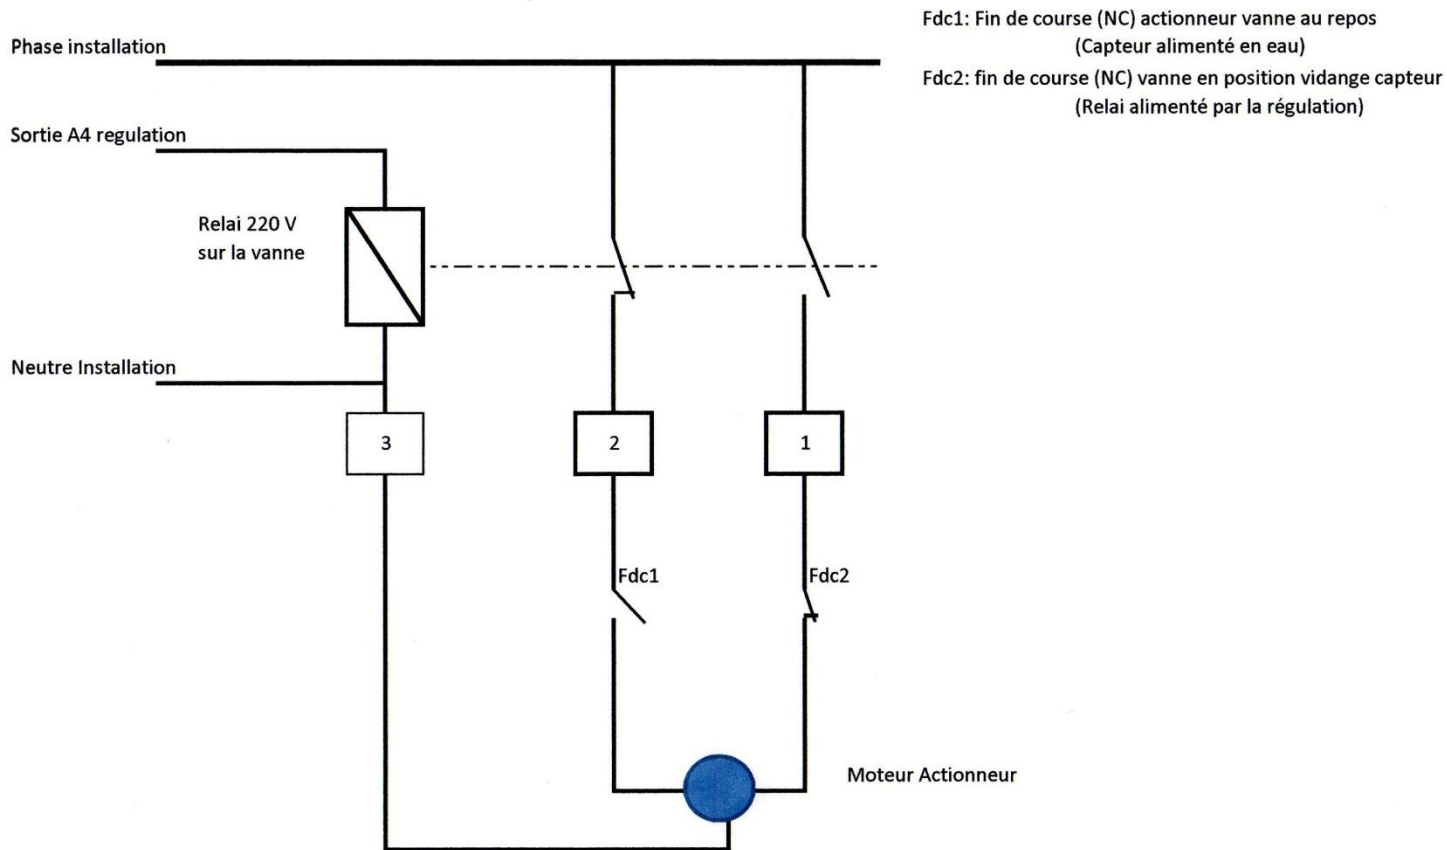 Fdc1: Fin de course (NC) actionneur vanne au repos
(Capteur alimenté en eau)
Fdc2: fin de course (NC) vanne en position vidange capteur
(Relai alimenté par la régulation)
Phase installation
Sortie A4 regulation
Relai 220 V
sur la vanne
Neutre Installation
3
2
1
Fdc1
Fdc2
Moteur Actionneur